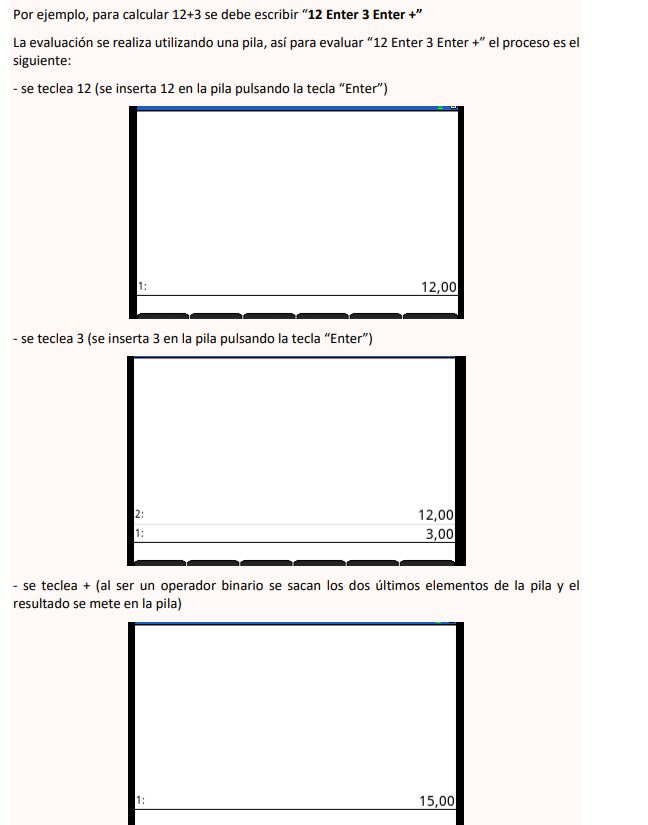 Por ejemplo, para calcular 12+3 se debe escribir “12 Enter 3 Enter +”
La evaluación se realiza utilizando una pila, así para evaluar “12 Enter 3 Enter +” el proceso es el
siguiente:
- se teclea 12 (se inserta 12 en la pila pulsando la tecla “Enter”)
1: 12,00
- se teclea 3 (se inserta 3 en la pila pulsando la tecla “Enter”)
2: 12,00
1: 3,00
- se teclea + (al ser un operador binario se sacan los dos últimos elementos de la pila y el
resultado se mete en la pila)
1: 15,00